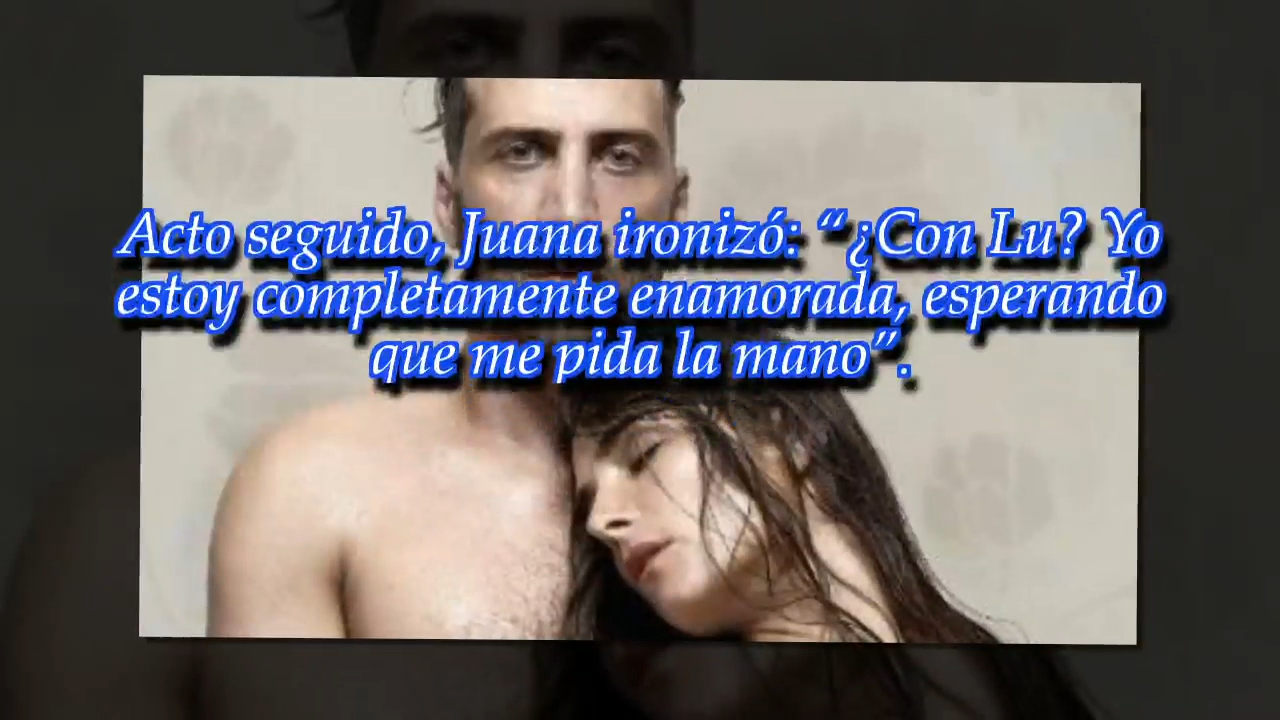 Acto seguido, Juana ironizó: “¿Con Lu? Yo
estoy completamente enamorada, esperando
que me pida la mano”.